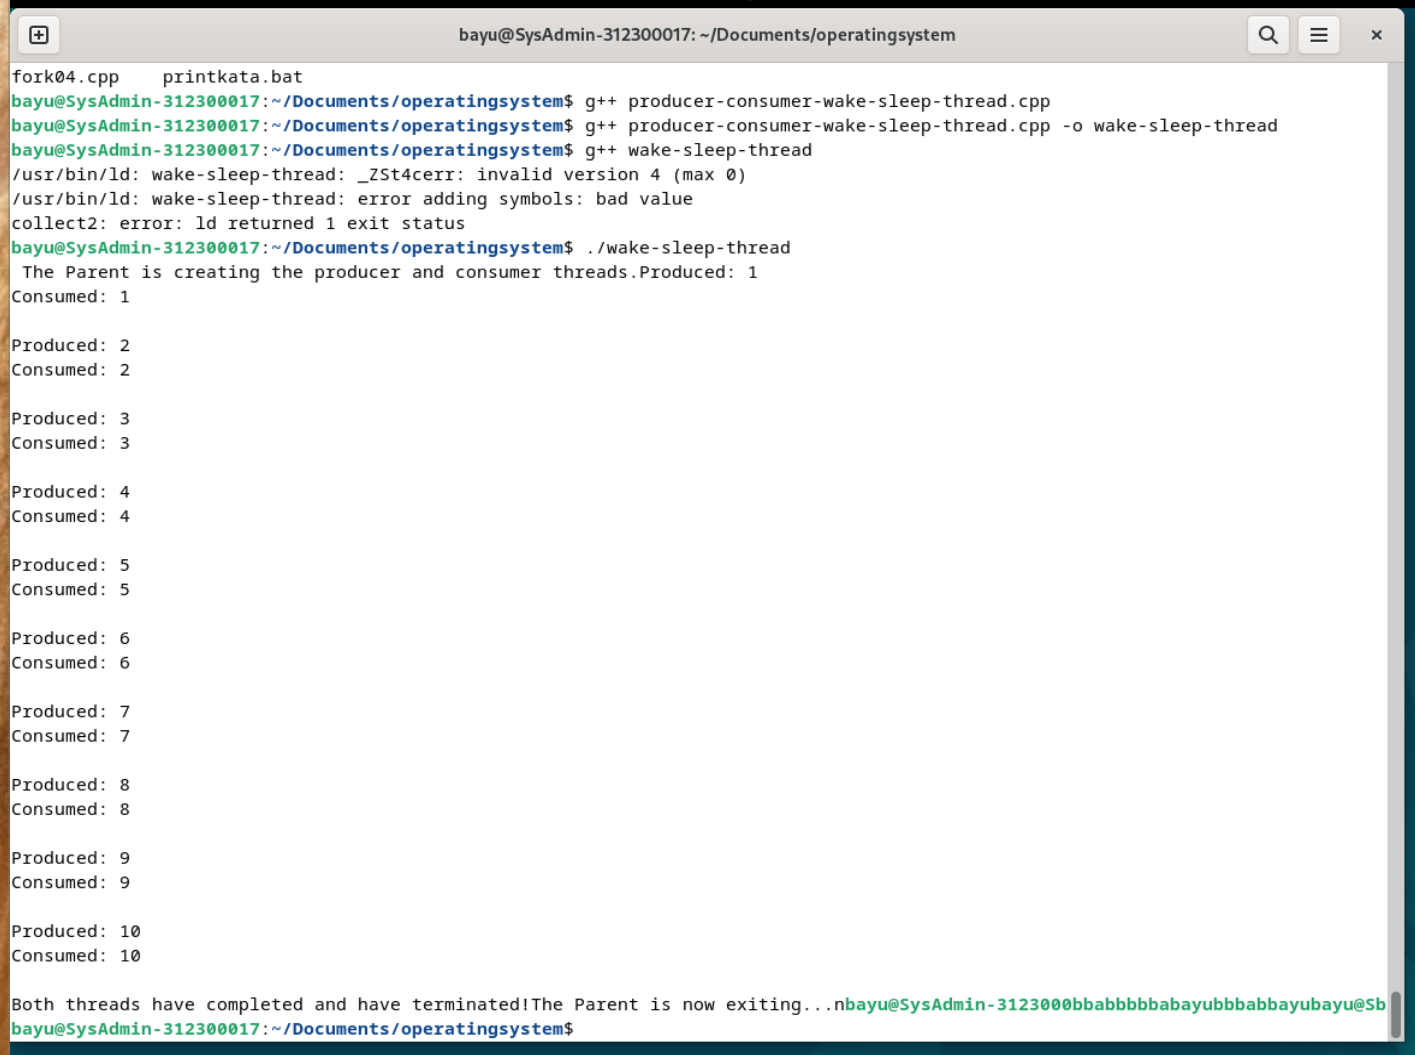 bayu@SysAdmin-312300017: ~/Documents/operatingsystem
fork04.cpp    printkata.bat
bayu@SysAdmin-312300017:~/Documents/operatingsystem$ g++ producer-consumer-wake-sleep-thread.cpp
bayu@SysAdmin-312300017:~/Documents/operatingsystem$ g++ producer-consumer-wake-sleep-thread.cpp -o wake-sleep-thread
bayu@SysAdmin-312300017:~/Documents/operatingsystem$ g++ wake-sleep-thread
/usr/bin/ld: wake-sleep-thread: _ZSt4cerr: invalid version 4 (max 0)
/usr/bin/ld: wake-sleep-thread: error adding symbols: bad value
collect2: error: ld returned 1 exit status
bayu@SysAdmin-312300017:~/Documents/operatingsystem$ ./wake-sleep-thread
 The Parent is creating the producer and consumer threads.Produced: 1
Consumed: 1

Produced: 2
Consumed: 2

Produced: 3
Consumed: 3

Produced: 4
Consumed: 4

Produced: 5
Consumed: 5

Produced: 6
Consumed: 6

Produced: 7
Consumed: 7

Produced: 8
Consumed: 8

Produced: 9
Consumed: 9

Produced: 10
Consumed: 10

Both threads have completed and have terminated!The Parent is now exiting...nbayu@SysAdmin-3123000bbabbbbbabayubbbabbayubayu@Sb
bayu@SysAdmin-312300017:~/Documents/operatingsystem$